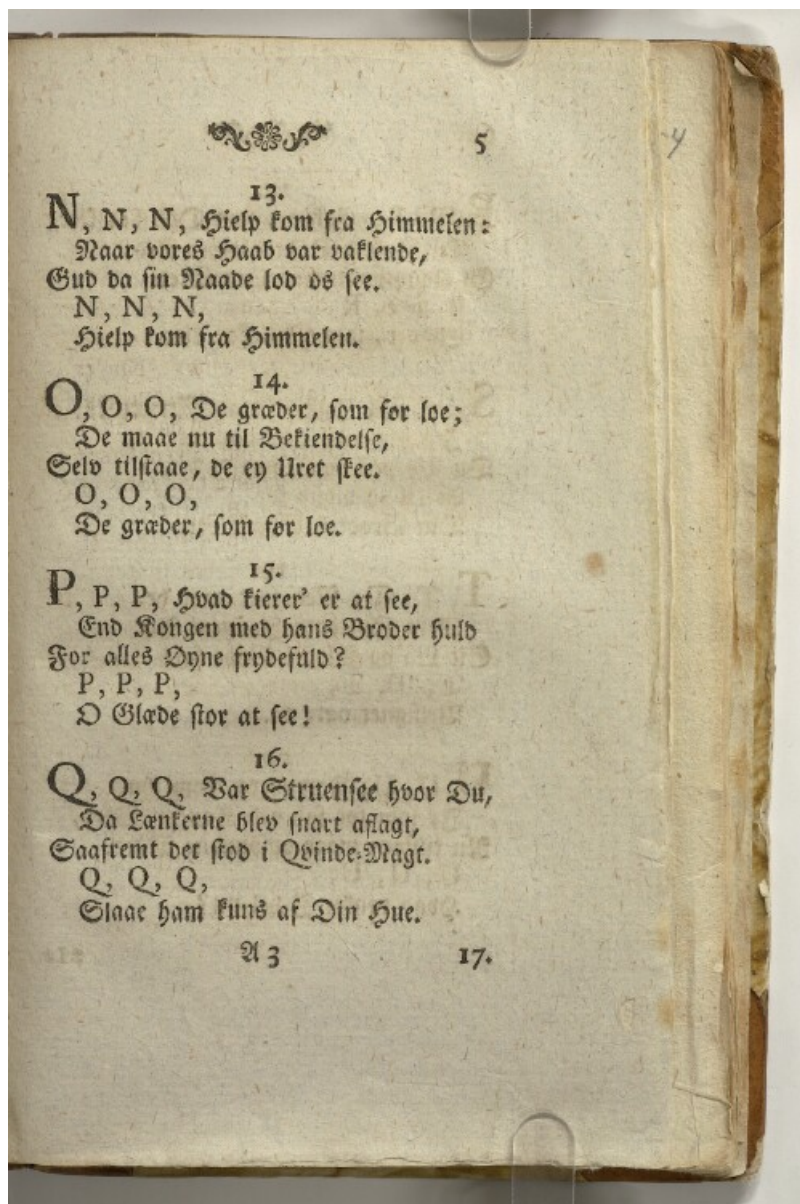 5
4
13.
N, N, N, Hielp kom fra Himmelen:
Naar vores Haab var vaklende,
Gud da sin Naade lod os see.
N, N, N,
Hielp kom fra Himmelen.
14.
O, O, O, De græder, som før loe;
De maae nu til Bekiendelse,
Selv tilstaae, de ey Uret skee.
O, O, O,
De græder, som før loe.
15.
P, P, P, Hvad kierer' er at see,
End Kongen med hans Broder huld
For alles Øyne frydefuld?
P, P, P,
O Glæde stor at see!
16.
Q, Q, Q, Var Struensee hvor Du,
Da Lænkerne blev snart aflagt,
Saafremt det stod i Qvinde-Magt.
Q, Q, Q,
Slaae ham kuns af Din Hue.
A 3 17.